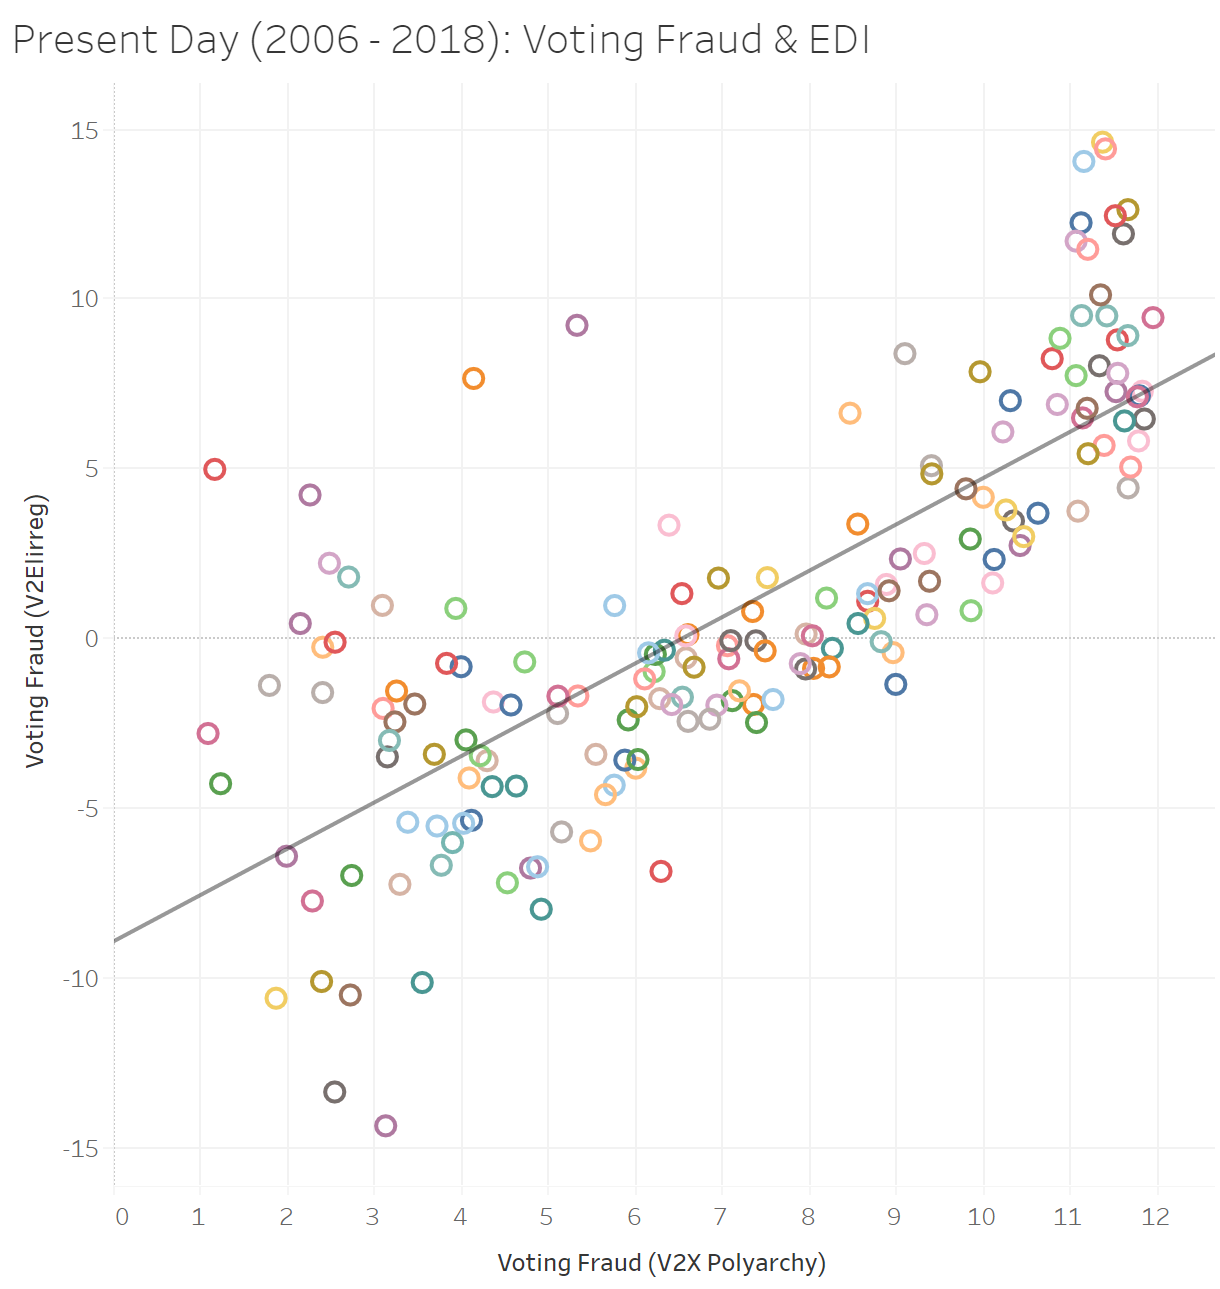 Present Day (2006 - 2018): Voting Fraud & EDI
15
10
5
0
-5
-10
-15
Voting Fraud (V2Elirreg)
0 1 2 3 4 5 6 7 8 9 10 11 12
Voting Fraud (V2X Polyarchy)